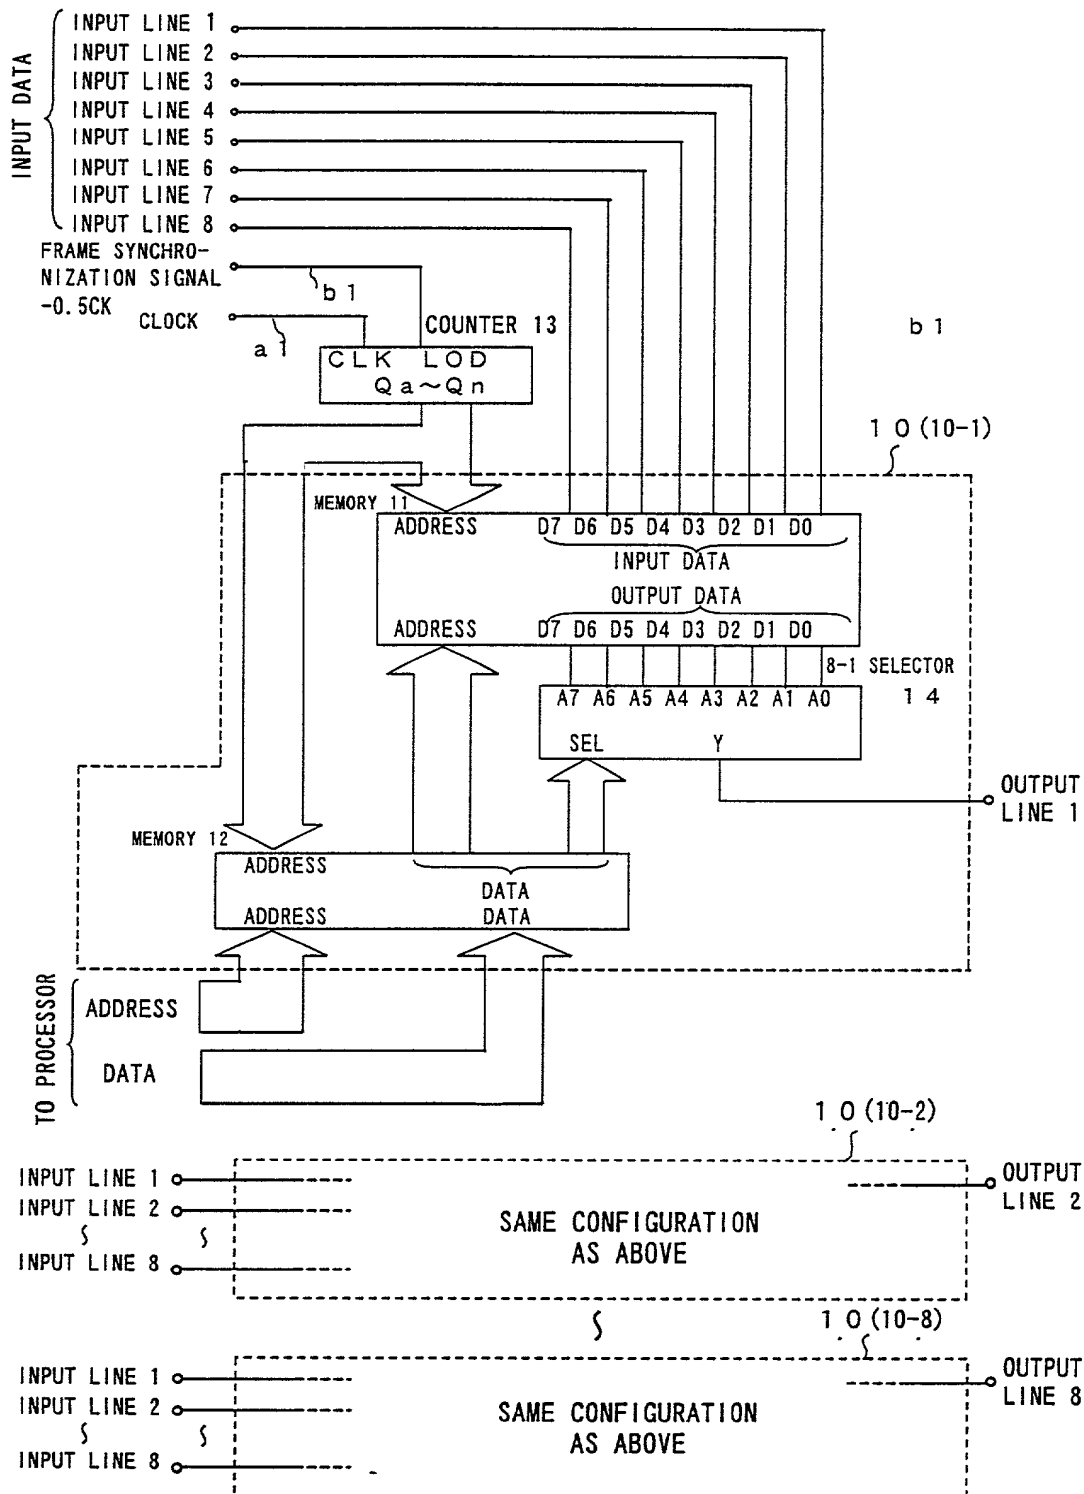 INPUT DATA
INPUT LINE 1
INPUT LINE 2
INPUT LINE 3
INPUT LINE 4
INPUT LINE 5
INPUT LINE 6
INPUT LINE 7
INPUT LINE 8
FRAME SYNCHRO-
NIZATION SIGNAL
-0.5CK
CLOCK
b1
a1
COUNTER 13
b1
CLK LOD
Qa~Qn
10(10-1)
MEMORY 11
ADDRESS D7 D6 D5 D4 D3 D2 D1 D0
INPUT DATA
OUTPUT DATA
ADDRESS D7 D6 D5 D4 D3 D2 D1 D0
8-1 SELECTOR
14
A7 A6 A5 A4 A3 A2 A1 A0
SEL Y
OUTPUT
LINE 1
MEMORY 12
ADDRESS
DATA
ADDRESS DATA
TO PROCESSOR
ADDRESS
DATA
10(10-2)
INPUT LINE 1
INPUT LINE 2
INPUT LINE 8
SAME CONFIGURATION
AS ABOVE
OUTPUT
LINE 2
10(10-8)
INPUT LINE 1
INPUT LINE 2
INPUT LINE 8
SAME CONFIGURATION
AS ABOVE
OUTPUT
LINE 8